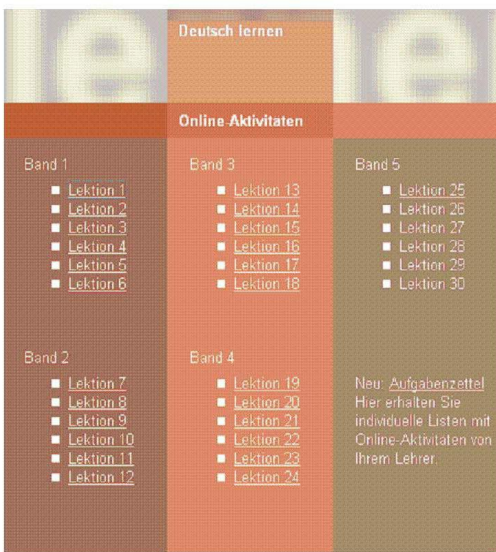 Deutsch lernen
Online-Aktivitaten
Band 1
Lektion 1
Lektion 2
Lektion 3
Lektion 4
Lektion 5
Lektion 6
Band 3
Lektion 13
Lektion 14
Lektion 15
Lektion 16
Lektion 17
Lektion 18
Band 5
Lektion 25
Lektion 26
Lektion 27
Lektion 28
Lektion 29
Lektion 30
Band 2
Lektion 7
Lektion 8
Lektion 9
Lektion 10
Lektion 11
Lektion 12
Band 4
Lektion 19
Lektion 20
Lektion 21
Lektion 22
Lektion 23
Lektion 24
Neu: Aufgabenzettel
Hier erhalten Sie
individuelle Listen mit
Online-Aktivitäten von
Ihrem Lehrer.